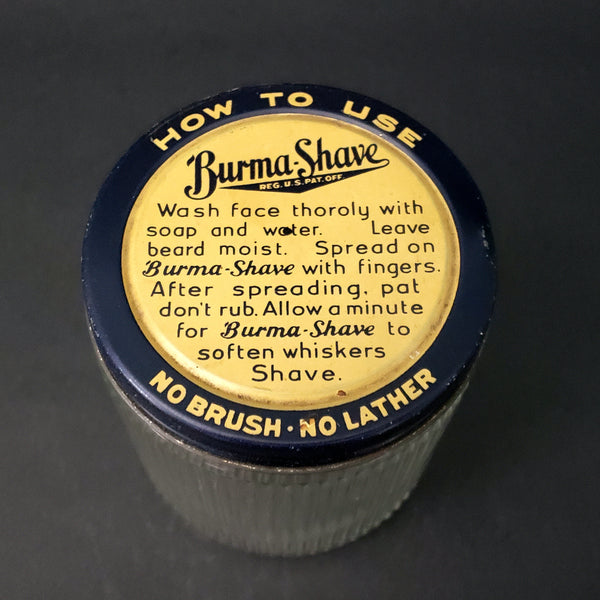 HOW TO USE
Burma-Shave
REG. U.S. PAT. OFF.
Wash face thoroly with
soap and water. Leave
beard moist. Spread on
Burma-Shave with fingers.
After spreading, pat
don't rub. Allow a minute
for Burma-Shave to
soften whiskers
Shave.
NO BRUSH · NO LATHER